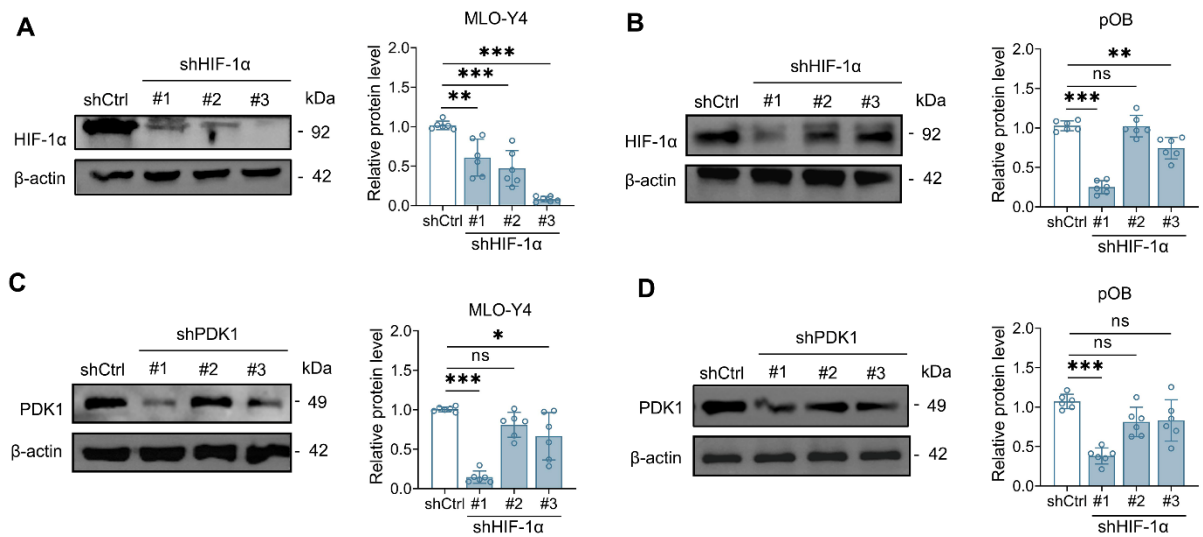 A
shHIF-1α
shCtrl #1 #2 #3 kDa
HIF-1α - 92
β-actin - 42
MLO-Y4
Relative protein level
2.0
1.5
1.0
0.5
0.0
***
***
**
shCtrl #1 #2 #3
shHIF-1α
B
shHIF-1α
shCtrl #1 #2 #3 kDa
HIF-1α - 92
β-actin - 42
pOB
Relative protein level
2.0
1.5
1.0
0.5
0.0
**
ns
***
shCtrl #1 #2 #3
shHIF-1α
C
shPDK1
shCtrl #1 #2 #3 kDa
PDK1 - 49
β-actin - 42
MLO-Y4
Relative protein level
2.0
1.5
1.0
0.5
0.0
*
ns
***
shCtrl #1 #2 #3
shHIF-1α
D
shPDK1
shCtrl #1 #2 #3 kDa
PDK1 - 49
β-actin - 42
pOB
Relative protein level
2.0
1.5
1.0
0.5
0.0
ns
ns
***
shCtrl #1 #2 #3
shHIF-1α